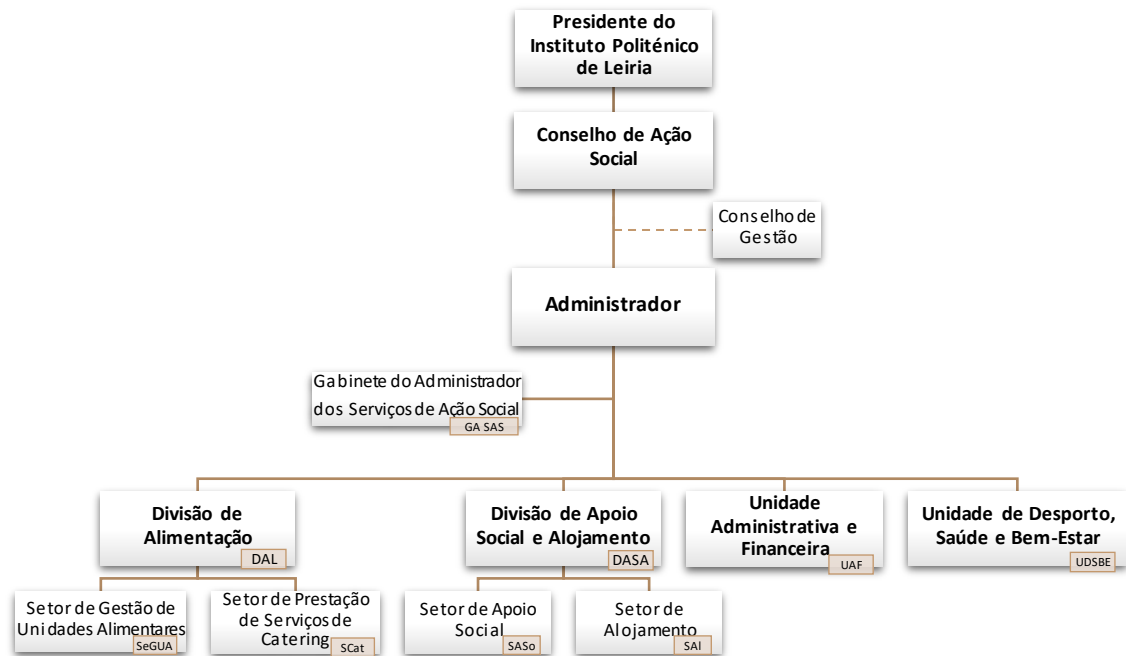 Presidente do
Instituto Politénico
de Leiria
Conselho de Ação
Social
Conselho de
Gestão
Administrador
Gabinete do Administrador
dos Serviços de Ação Social
GA SAS
Divisão de
Alimentação
DAL
Divisão de Apoio
Social e Alojamento
DASA
Unidade
Administrativa e
Financeira
UAF
Unidade de Desporto,
Saúde e Bem-Estar
UDSBE
Setor de Gestão de
Unidades Alimentares
SeGUA
Setor de Prestação
de Serviços de
Catering
SCat
Setor de Apoio
Social
SASo
Setor de
Alojamento
SAl